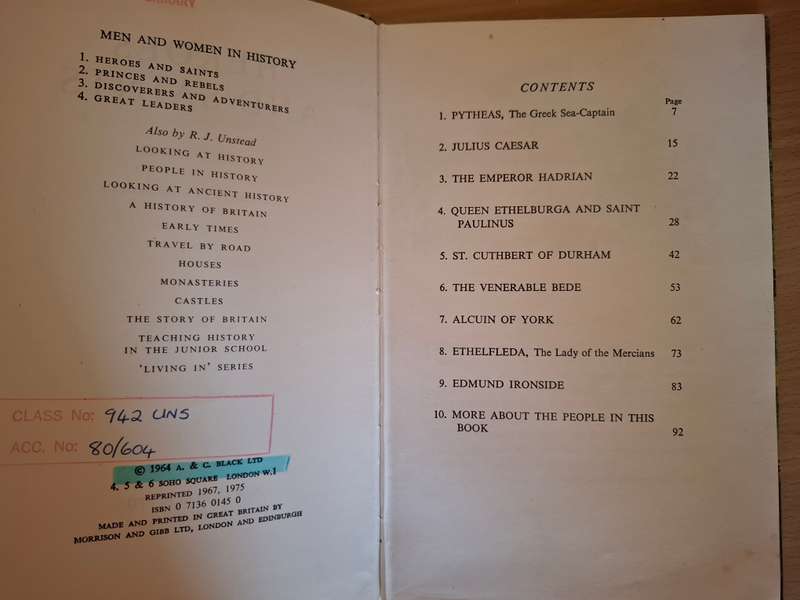 LIBRARY
MEN AND WOMEN IN HISTORY
1. HEROES AND SAINTS
2. PRINCES AND REBELS
3. DISCOVERERS AND ADVENTURERS
4. GREAT LEADERS
Also by R. J. Unstead
LOOKING AT HISTORY
PEOPLE IN HISTORY
LOOKING AT ANCIENT HISTORY
A HISTORY OF BRITAIN
EARLY TIMES
TRAVEL BY ROAD
HOUSES
MONASTERIES
CASTLES
THE STORY OF BRITAIN
TEACHING HISTORY
IN THE JUNIOR SCHOOL
'LIVING IN' SERIES
CLASS No: 942 UNS
ACC. No: 80/604
© 1964 A. & C. BLACK LTD
4, 5 & 6 SOHO SQUARE LONDON W.1
REPRINTED 1967, 1975
ISBN 0 7136 0145 0
MADE AND PRINTED IN GREAT BRITAIN BY
MORRISON AND GIBB LTD, LONDON AND EDINBURGH
CONTENTS
Page
1. PYTHEAS, The Greek Sea-Captain 7
2. JULIUS CAESAR 15
3. THE EMPEROR HADRIAN 22
4. QUEEN ETHELBURGA AND SAINT
PAULINUS 28
5. ST. CUTHBERT OF DURHAM 42
6. THE VENERABLE BEDE 53
7. ALCUIN OF YORK 62
8. ETHELFLEDA, The Lady of the Mercians 73
9. EDMUND IRONSIDE 83
10. MORE ABOUT THE PEOPLE IN THIS
BOOK 92